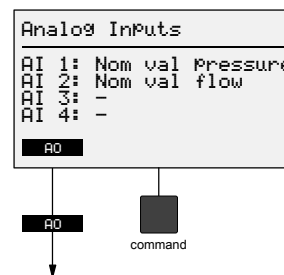 Analog Inputs
AI 1: Nom val Pressure
AI 2: Nom val flow
AI 3: -
AI 4: -
AO
AO
command